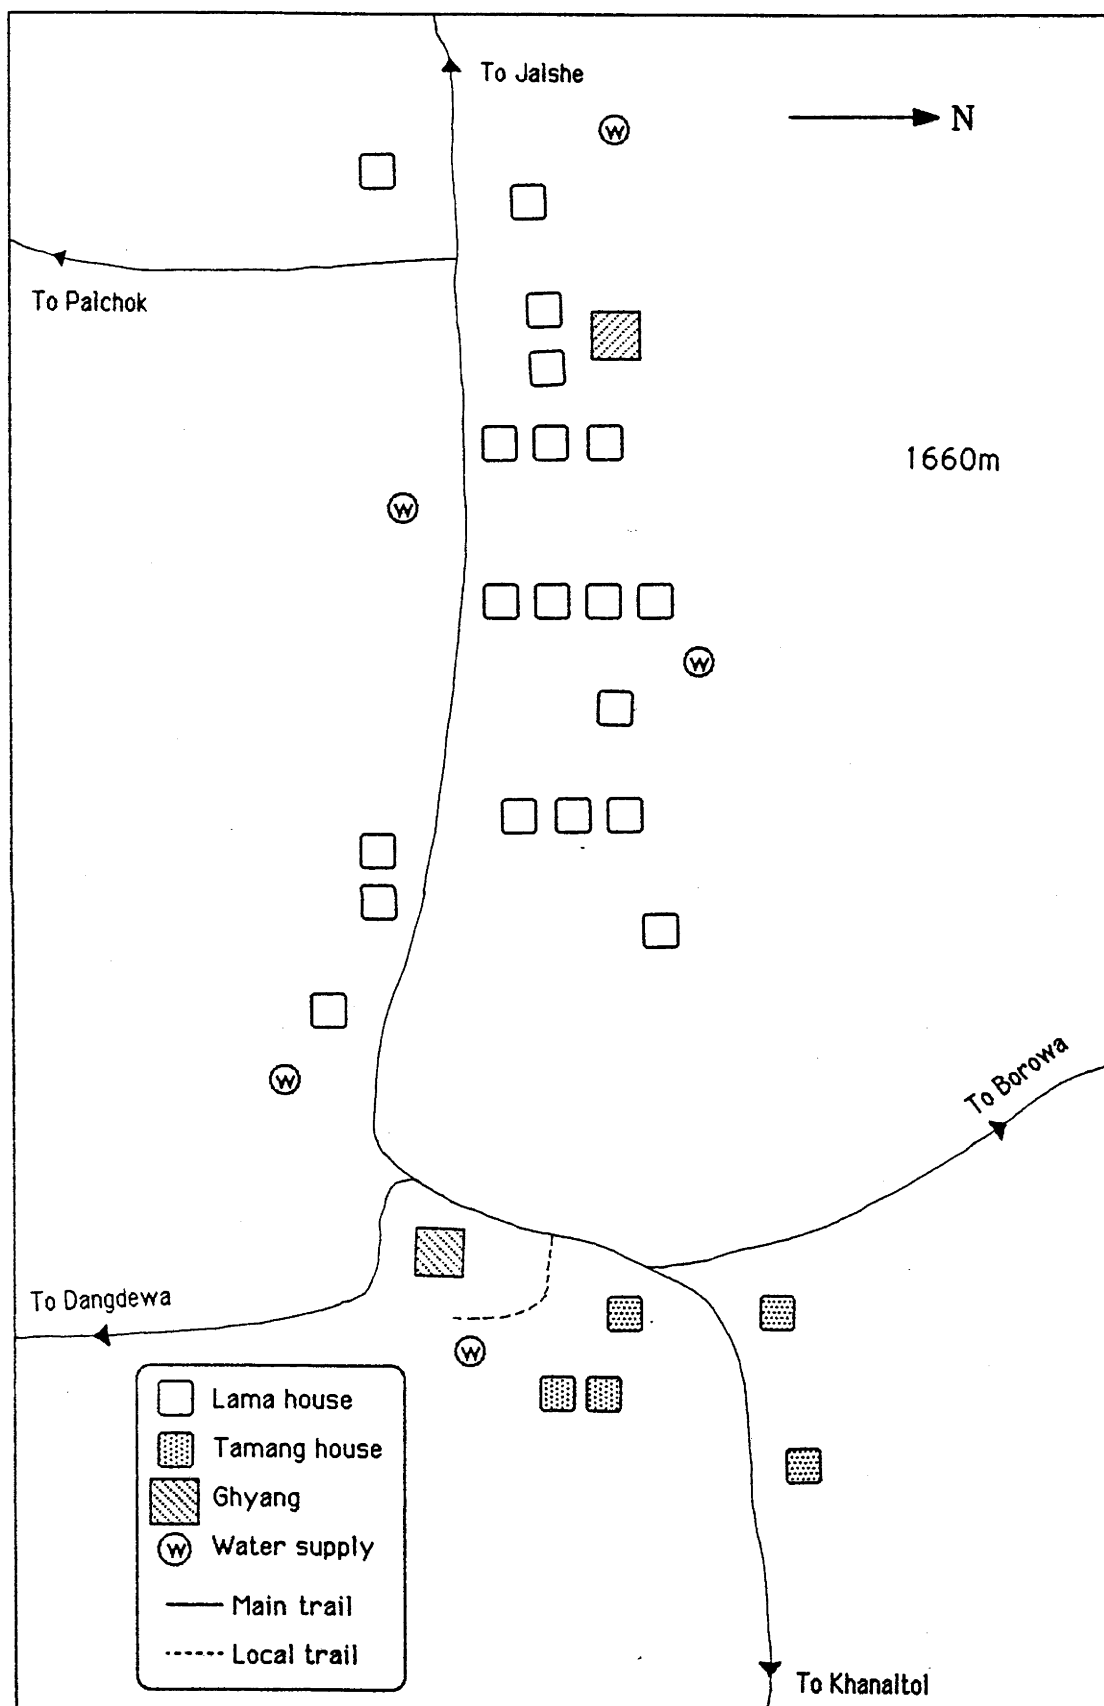 To Jalshe
N
W
To Palchok
1660m
W
W
To Borowa
W
To Dangdewa
W
Lama house
Tamang house
Ghyang
W Water supply
Main trail
Local trail
To Khanaltol